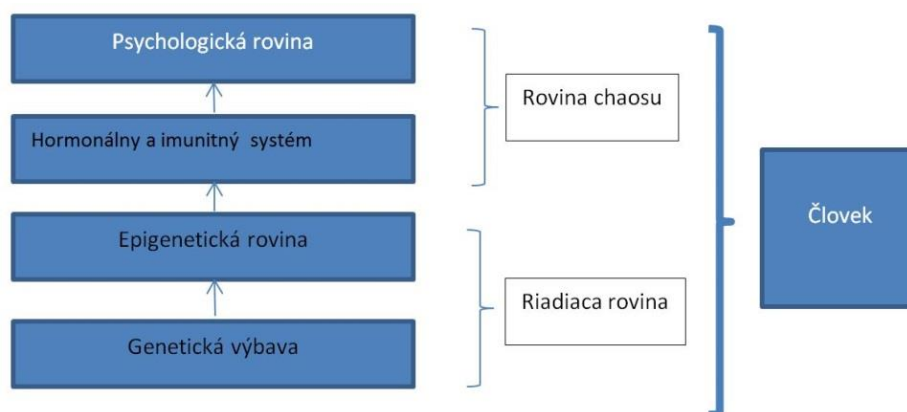 Psychologická rovina
Rovina chaosu
Hormonálny a imunitný  systém
Človek
Epigenetická rovina
Riadiaca rovina
Genetická výbava